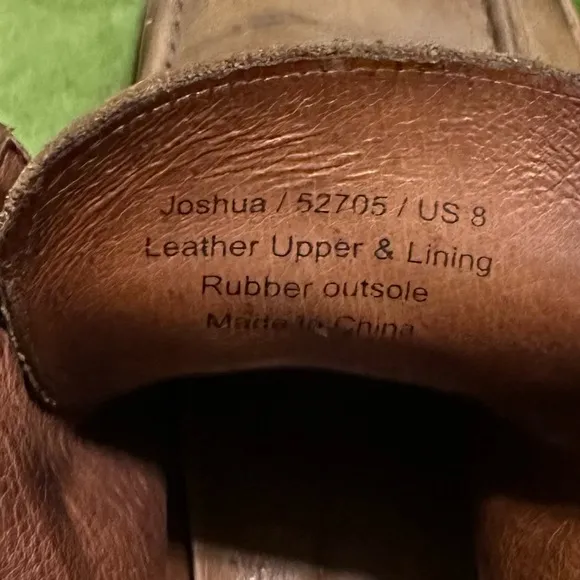 Joshua / 52705 / US 8
Leather Upper & Lining
Rubber outsole
Made in China